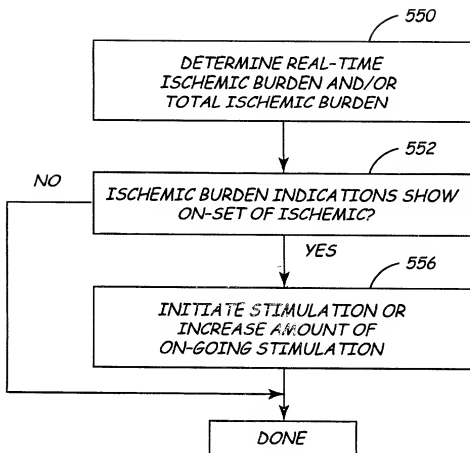 550
DETERMINE REAL-TIME
ISCHEMIC BURDEN AND/OR
TOTAL ISCHEMIC BURDEN
552
NO
ISCHEMIC BURDEN INDICATIONS SHOW
ON-SET OF ISCHEMIC?
YES
556
INITIATE STIMULATION OR
INCREASE AMOUNT OF
ON-GOING STIMULATION
DONE